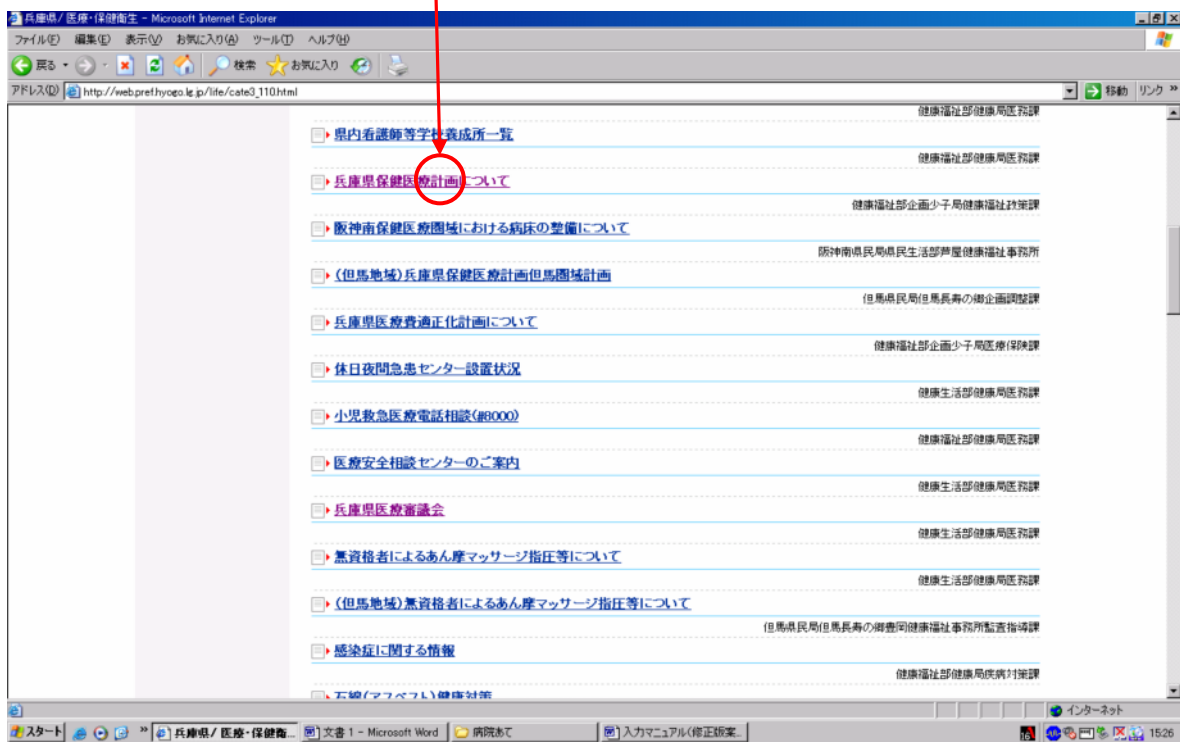 兵庫県/ 医療・保健衛生 - Microsoft Internet Explorer
ファイル(F) 編集(E) 表示(V) お気に入り(A) ツール(T) ヘルプ(H)
戻る 検索 お気に入り
アドレス(D) http://web.pref.hyogo.lg.jp/life/cate3_110.html 移動 リンク »
健康福祉部健康局医務課
県内看護師等学校養成所一覧
健康福祉部健康局医務課
兵庫県保健医療計画について
健康福祉部企画少子局健康福祉政策課
阪神南保健医療圏域における病床の整備について
阪神南県民局県民生活部芦屋健康福祉事務所
(但馬地域)兵庫県保健医療計画但馬圏域計画
但馬県民局但馬長寿の郷企画調整課
兵庫県医療費適正化計画について
健康福祉部企画少子局医療保険課
休日夜間急患センター設置状況
健康生活部健康局医務課
小児救急医療電話相談(#8000)
健康福祉部健康局医務課
医療安全相談センターのご案内
健康生活部健康局医務課
兵庫県医療審議会
健康生活部健康局医務課
無資格者によるあん摩マッサージ指圧等について
健康生活部健康局医務課
(但馬地域)無資格者によるあん摩マッサージ指圧等について
但馬県民局但馬長寿の郷豊岡健康福祉事務所監査指導課
感染症に関する情報
健康福祉部健康局疾病対策課
石綿(アスベスト)健康対策
インターネット
スタート » 兵庫県/ 医療・保健衛... 文書 1 - Microsoft Word 病院あて 入力マニュアル(修正版案... 15:26